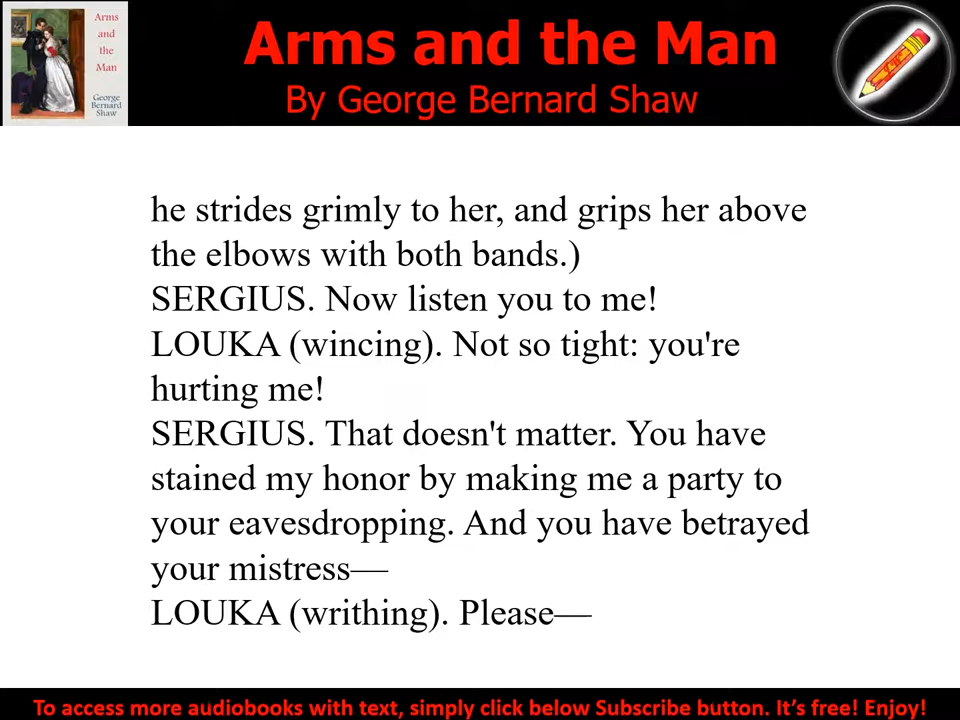 Arms
and
the
Man
George
Bernard
Shaw
Arms and the Man
By George Bernard Shaw
he strides grimly to her, and grips her above
the elbows with both bands.)
SERGIUS. Now listen you to me!
LOUKA (wincing). Not so tight: you're
hurting me!
SERGIUS. That doesn't matter. You have
stained my honor by making me a party to
your eavesdropping. And you have betrayed
your mistress—
LOUKA (writhing). Please—
To access more audiobooks with text, simply click below Subscribe button. It's free! Enjoy!